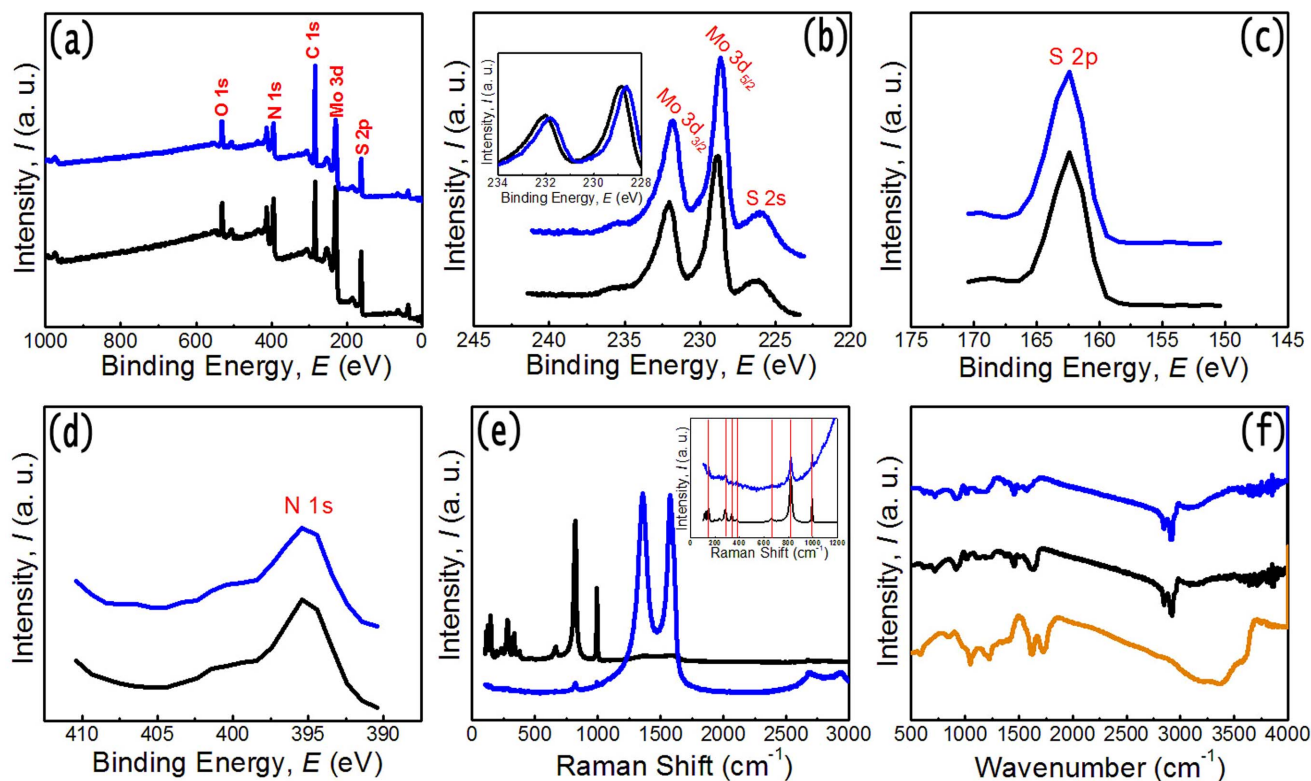 (a)
O 1s
N 1s
C 1s
Mo 3d
S 2p
Intensity, I (a. u.)
1000 800 600 400 200 0
Binding Energy, E (eV)
(b)
Mo 3d3/2
Mo 3d5/2
S 2s
Intensity, I (a. u.)
234 232 230 228
Binding Energy, E (eV)
Intensity, I (a. u.)
245 240 235 230 225 220
Binding Energy, E (eV)
(c)
S 2p
Intensity, I (a. u.)
175 170 165 160 155 150 145
Binding Energy, E (eV)
(d)
N 1s
Intensity, I (a. u.)
410 405 400 395 390
Binding Energy, E (eV)
(e)
Intensity, I (a. u.)
0 200 400 600 800 1000 1200
Raman Shift (cm-1)
Intensity, I (a. u.)
0 500 1000 1500 2000 2500 3000
Raman Shift (cm-1)
(f)
Intensity, I (a. u.)
500 1000 1500 2000 2500 3000 3500 4000
Wavenumber (cm-1)